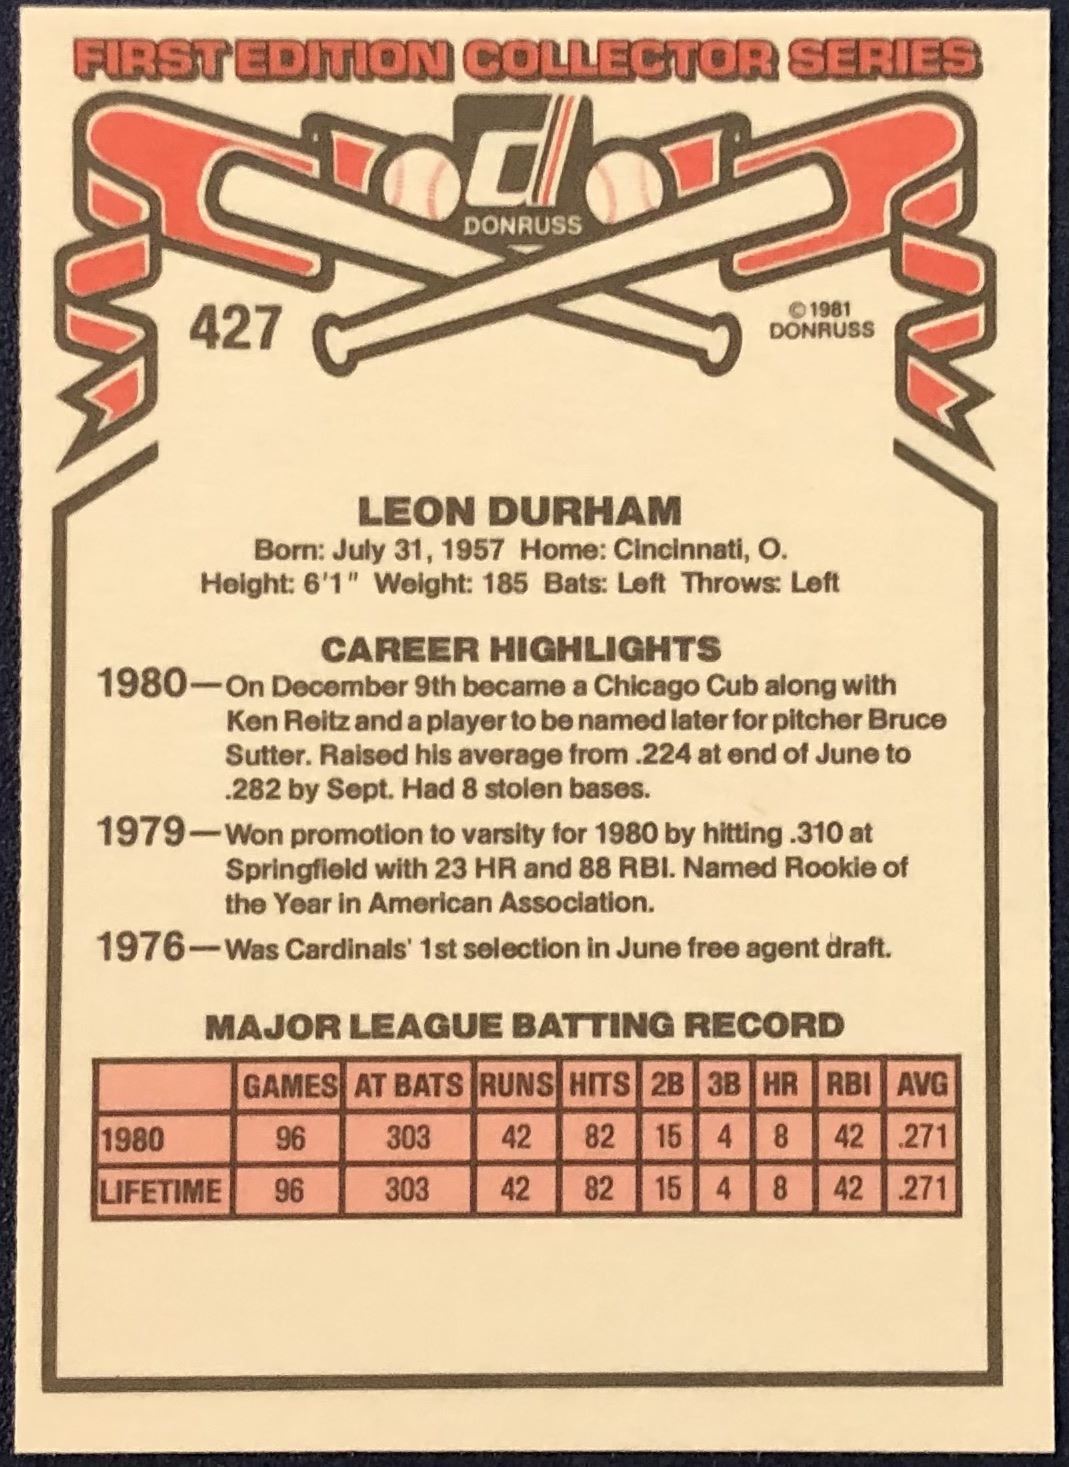 FIRST EDITION COLLECTOR SERIES
d
DONRUSS
427
©1981
DONRUSS
LEON DURHAM
Born: July 31, 1957 Home: Cincinnati, O.
Height: 6'1" Weight: 185 Bats: Left Throws: Left
CAREER HIGHLIGHTS
1980—On December 9th became a Chicago Cub along with
Ken Reitz and a player to be named later for pitcher Bruce
Sutter. Raised his average from .224 at end of June to
.282 by Sept. Had 8 stolen bases.
1979—Won promotion to varsity for 1980 by hitting .310 at
Springfield with 23 HR and 88 RBI. Named Rookie of
the Year in American Association.
1976—Was Cardinals' 1st selection in June free agent draft.
MAJOR LEAGUE BATTING RECORD
GAMES AT BATS RUNS HITS 2B 3B HR RBI AVG
1980 96 303 42 82 15 4 8 42 .271
LIFETIME 96 303 42 82 15 4 8 42 .271